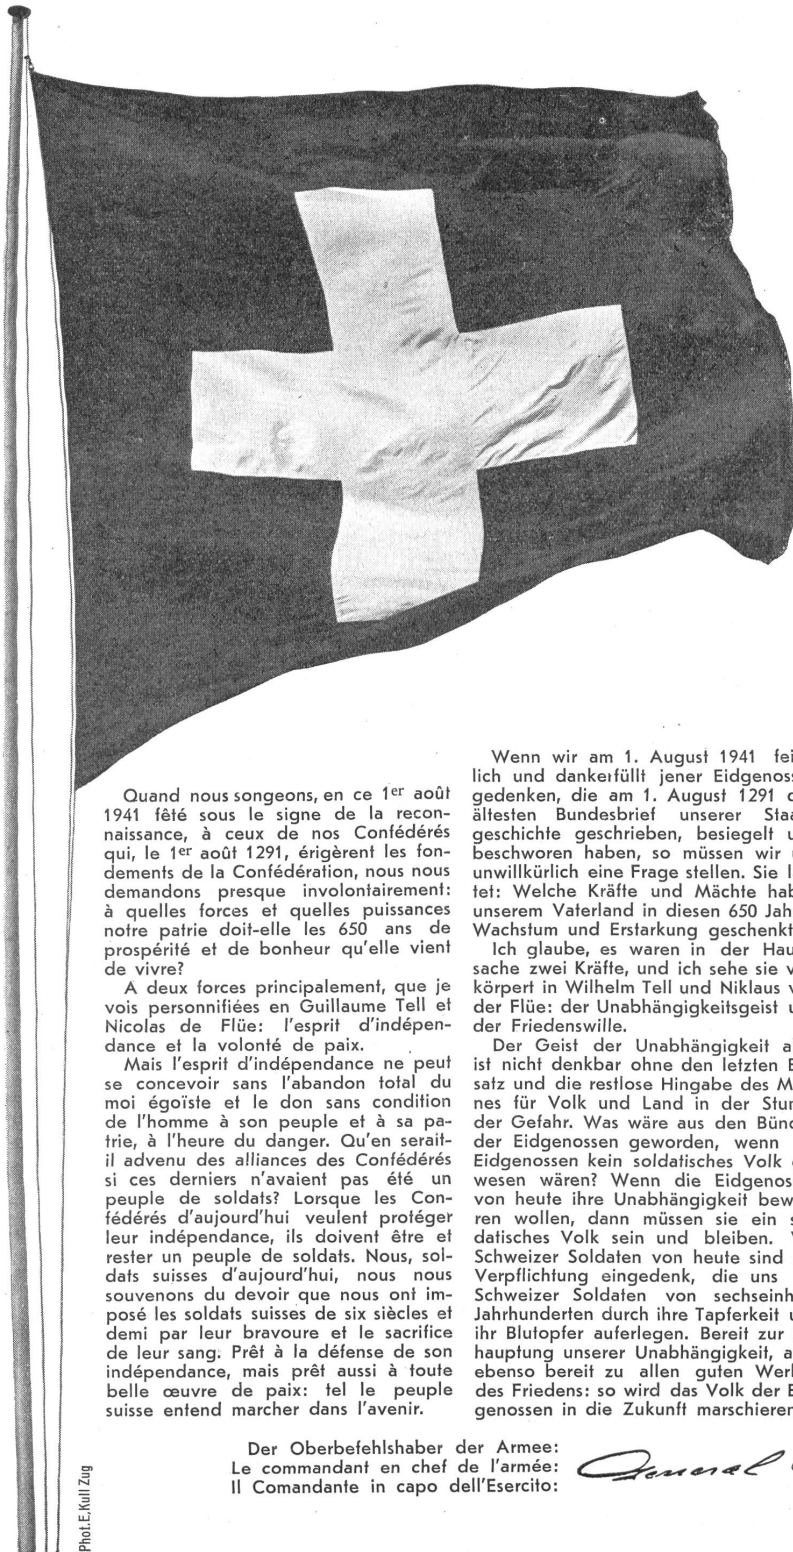 Quand nous songeons, en ce 1er août
1941 fêté sous le signe de la recon-
naissance, à ceux de nos Confédérés
qui, le 1er août 1291, érigèrent les fon-
dements de la Confédération, nous nous
demandons presque involontairement:
à quelles forces et quelles puissances
notre patrie doit-elle les 650 ans de
prospérité et de bonheur qu'elle vient
de vivre?
A deux forces principalement, que je
vois personnifiées en Guillaume Tell et
Nicolas de Flüe: l'esprit d'indépen-
dance et la volonté de paix.
Mais l'esprit d'indépendance ne peut
se concevoir sans l'abandon total du
moi égoïste et le don sans condition
de l'homme à son peuple et à sa pa-
trie, à l'heure du danger. Qu'en serait-
il advenu des alliances des Confédérés
si ces derniers n'avaient pas été un
peuple de soldats? Lorsque les Con-
fédérés d'aujourd'hui veulent protéger
leur indépendance, ils doivent être et
rester un peuple de soldats. Nous, sol-
dats suisses d'aujourd'hui, nous nous
souvenons du devoir que nous ont im-
posé les soldats suisses de six siècles et
demi par leur bravoure et le sacrifice
de leur sang. Prêt à la défense de son
indépendance, mais prêt aussi à toute
belle œuvre de paix: tel le peuple
suisse entend marcher dans l'avenir.
Wenn wir am 1. August 1941 fei
lich und dankerfüllt jener Eidgenoss
gedenken, die am 1. August 1291 d
ältesten Bundesbrief unserer Staa
geschichte geschrieben, besiegelt u
beschworen haben, so müssen wir u
unwillkürlich eine Frage stellen. Sie l
tet: Welche Kräfte und Mächte hab
unserem Vaterland in diesen 650 Jah
Wachstum und Erstarkung geschenkt
Ich glaube, es waren in der Hau
sache zwei Kräfte, und ich sehe sie v
körpert in Wilhelm Tell und Niklaus v
der Flüe: der Unabhängigkeitsgeist u
der Friedenswille.
Der Geist der Unabhängigkeit a
ist nicht denkbar ohne den letzten E
satz und die restlose Hingabe des M
nes für Volk und Land in der Stun
der Gefahr. Was wäre aus den Bünd
der Eidgenossen geworden, wenn
Eidgenossen kein soldatisches Volk
wesen wären? Wenn die Eidgenoss
von heute ihre Unabhängigkeit bew
ren wollen, dann müssen sie ein s
datisches Volk sein und bleiben.
Schweizer Soldaten von heute sind
Verpflichtung eingedenk, die uns
Schweizer Soldaten von sechseinh
Jahrhunderten durch ihre Tapferkeit u
ihr Blutopfer auferlegen. Bereit zur
hauptung unserer Unabhängigkeit, a
ebenso bereit zu allen guten Werk
des Friedens: so wird das Volk der E
genossen in die Zukunft marschieren
Der Oberbefehlshaber der Armee:
Le commandant en chef de l'armée:
Il Comandante in capo dell'Esercito:
General
Phot. E. Kull Zug